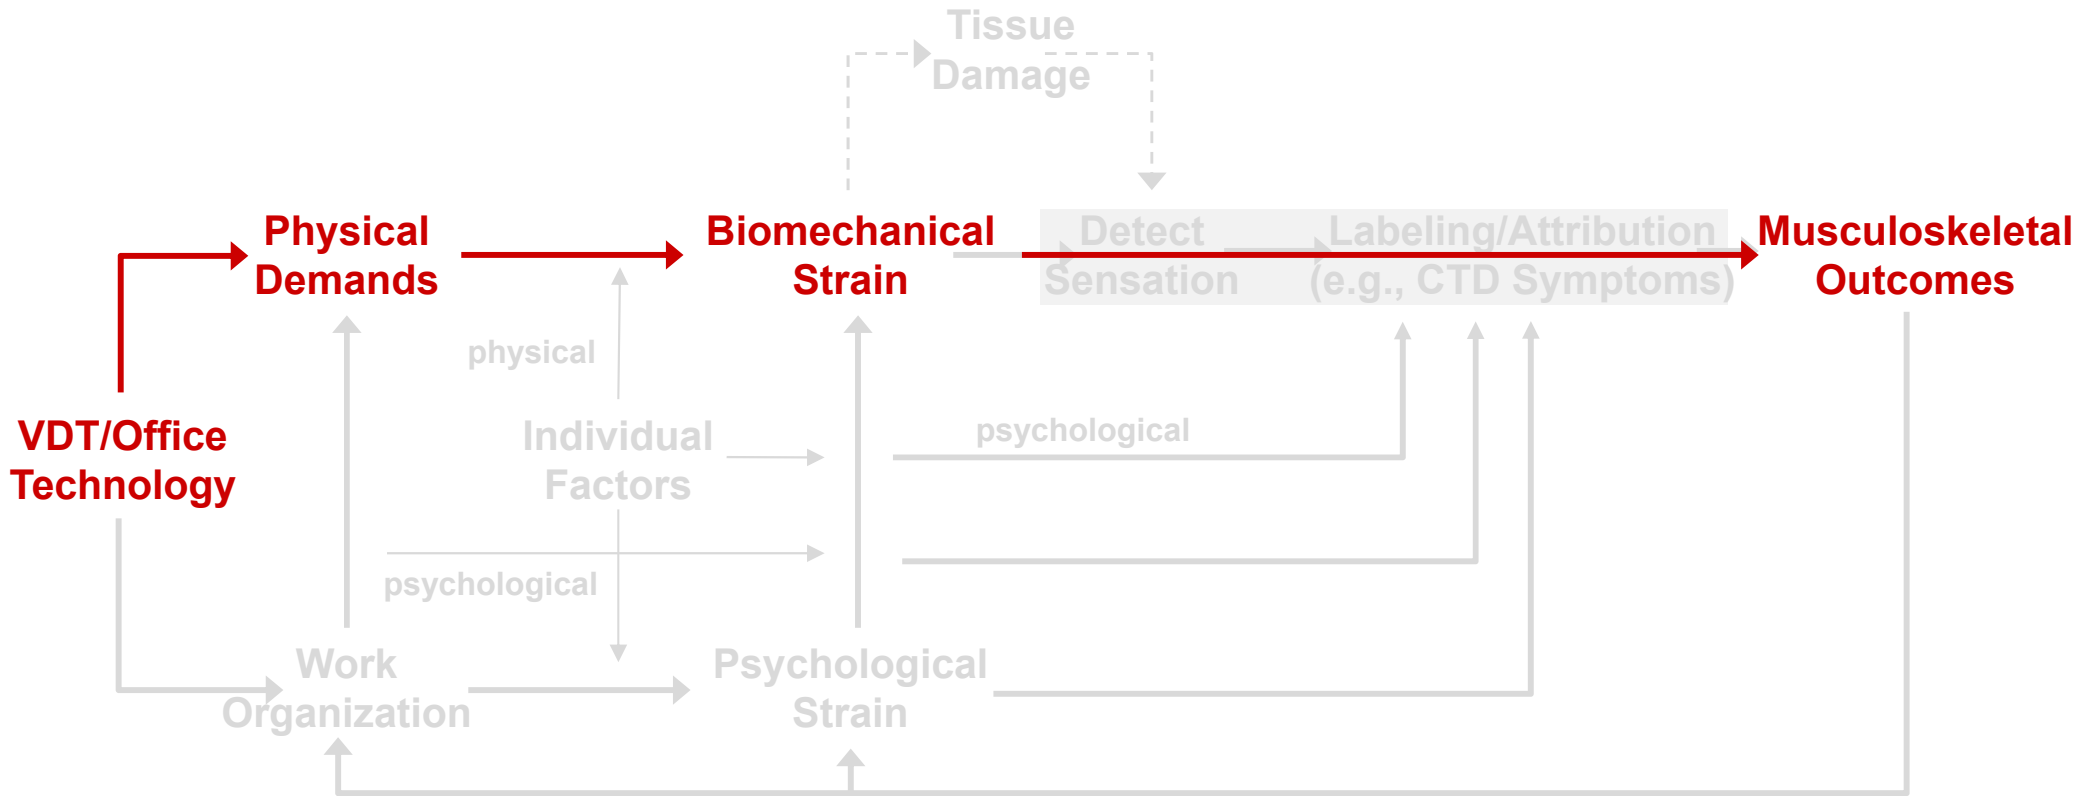 Tissue
Damage
Physical
Demands
Biomechanical
Strain
Detect
Sensation
Labeling/Attribution
(e.g., CTD Symptoms)
Musculoskeletal
Outcomes
physical
VDT/Office
Technology
Individual
Factors
psychological
psychological
Work
Organization
Psychological
Strain